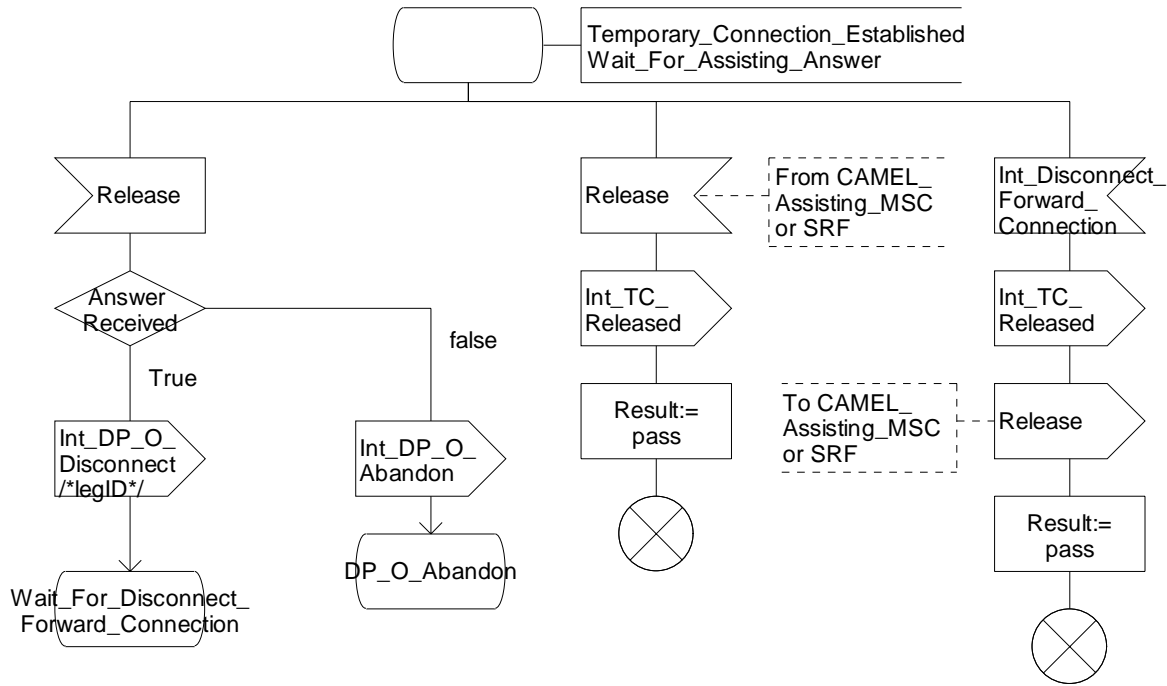 Temporary_Connection_Established
Wait_For_Assisting_Answer
Release
Release
From CAMEL_
Assisting_MSC
or SRF
Int_Disconnect_
Forward_
Connection
Answer
Received
false
True
Int_TC_
Released
Int_TC_
Released
Int_DP_O_
Disconnect
/*legID*/
Int_DP_O_
Abandon
Result:=
pass
To CAMEL_
Assisting_MSC
or SRF
Release
Wait_For_Disconnect_
Forward_Connection
DP_O_Abandon
Result:=
pass